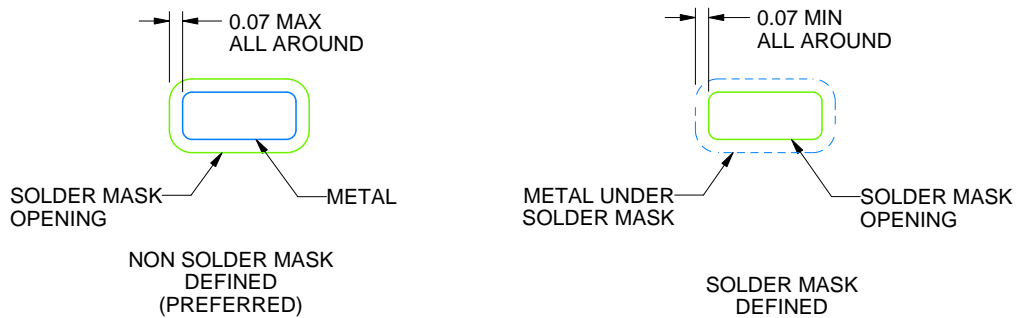 0.07 MAX
ALL AROUND
SOLDER MASK
OPENING
METAL
NON SOLDER MASK
DEFINED
(PREFERRED)
0.07 MIN
ALL AROUND
METAL UNDER
SOLDER MASK
SOLDER MASK
OPENING
SOLDER MASK
DEFINED